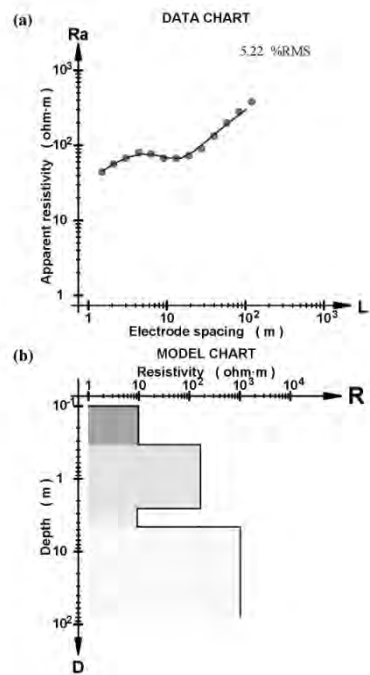 (a)
DATA CHART
Ra
5.22 %RMS
10³
10²
10
1
Apparent resistivity ( ohm·m )
1
10
10²
10³
L
Electrode spacing ( m )
(b)
MODEL CHART
Resistivity ( ohm·m )
1
10
10²
10³
10⁴
R
10⁻¹
1
10
10²
Depth ( m )
D